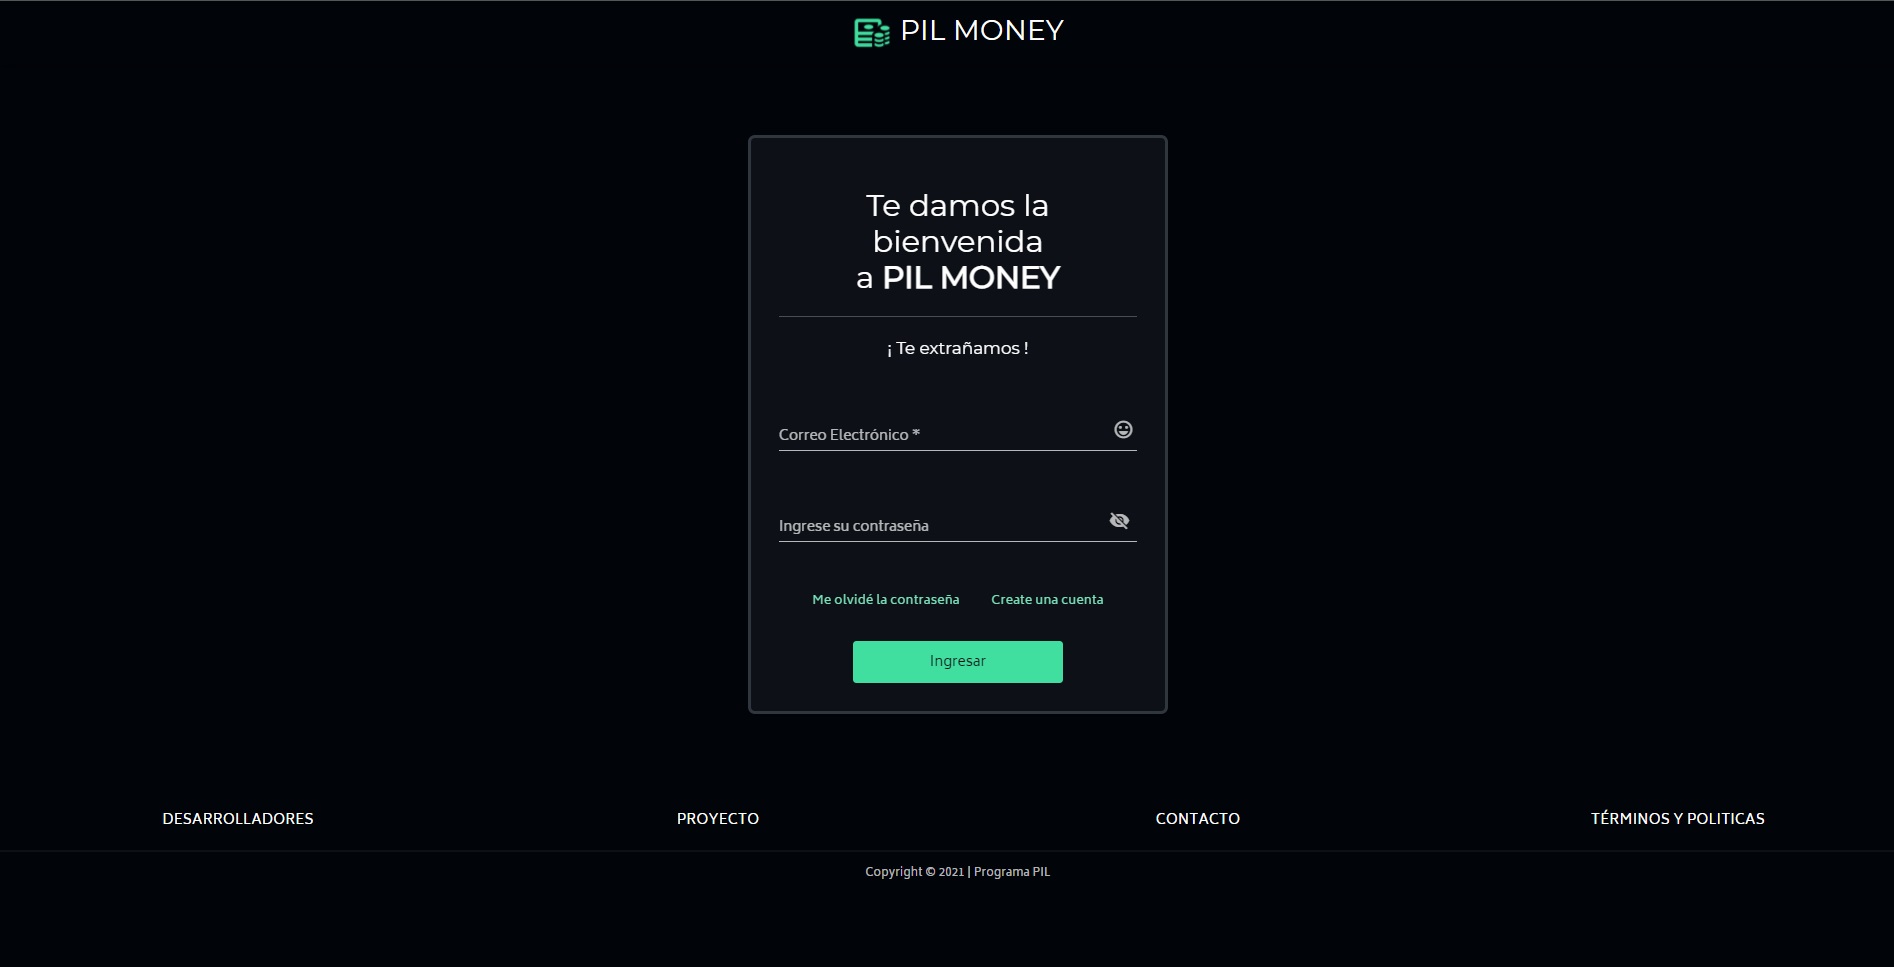 PIL MONEY
Te damos la
bienvenida
a PIL MONEY
¡ Te extrañamos !
Correo Electrónico *
Ingrese su contraseña
Me olvidé la contraseña Create una cuenta
Ingresar
DESARROLLADORES PROYECTO CONTACTO TÉRMINOS Y POLITICAS
Copyright © 2021 | Programa PIL